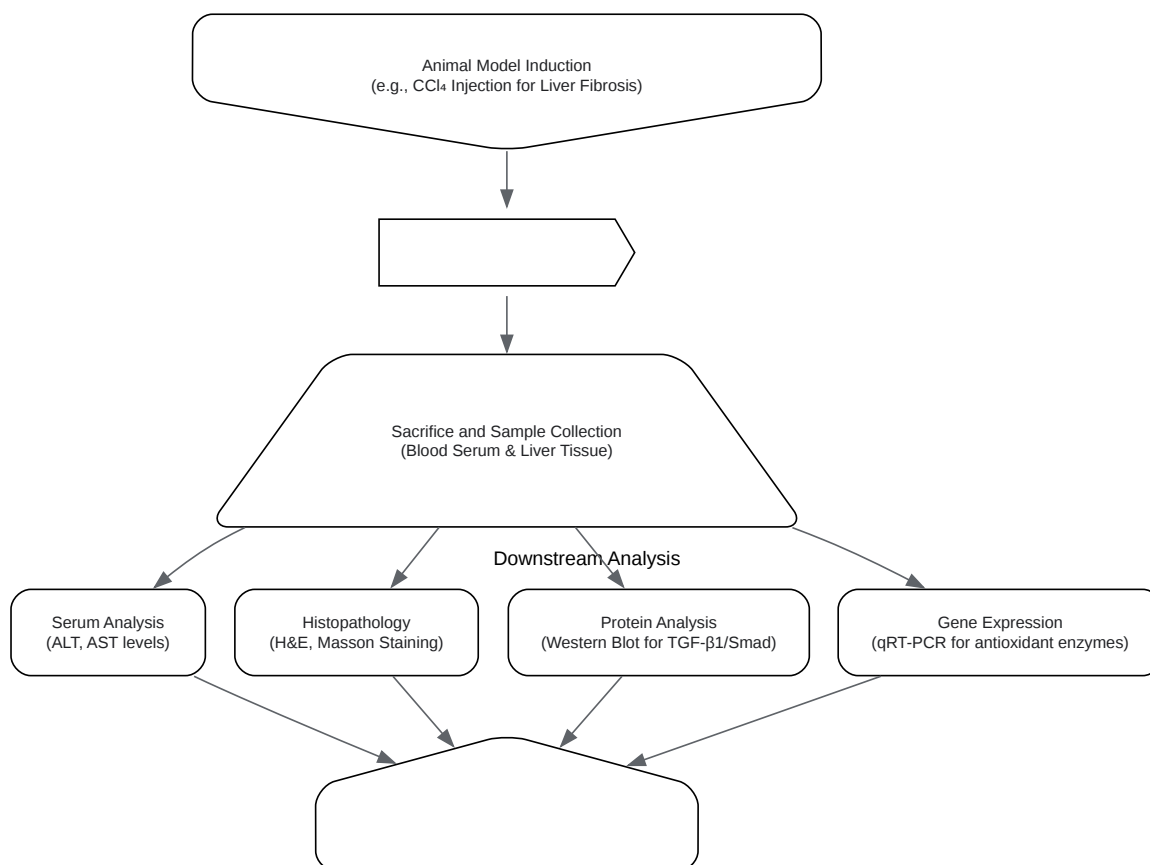 Animal Model Induction
(e.g., CCl₄ Injection for Liver Fibrosis)
Sacrifice and Sample Collection
(Blood Serum & Liver Tissue)
Downstream Analysis
Serum Analysis
(ALT, AST levels)
Histopathology
(H&E, Masson Staining)
Protein Analysis
(Western Blot for TGF-β1/Smad)
Gene Expression
(qRT-PCR for antioxidant enzymes)